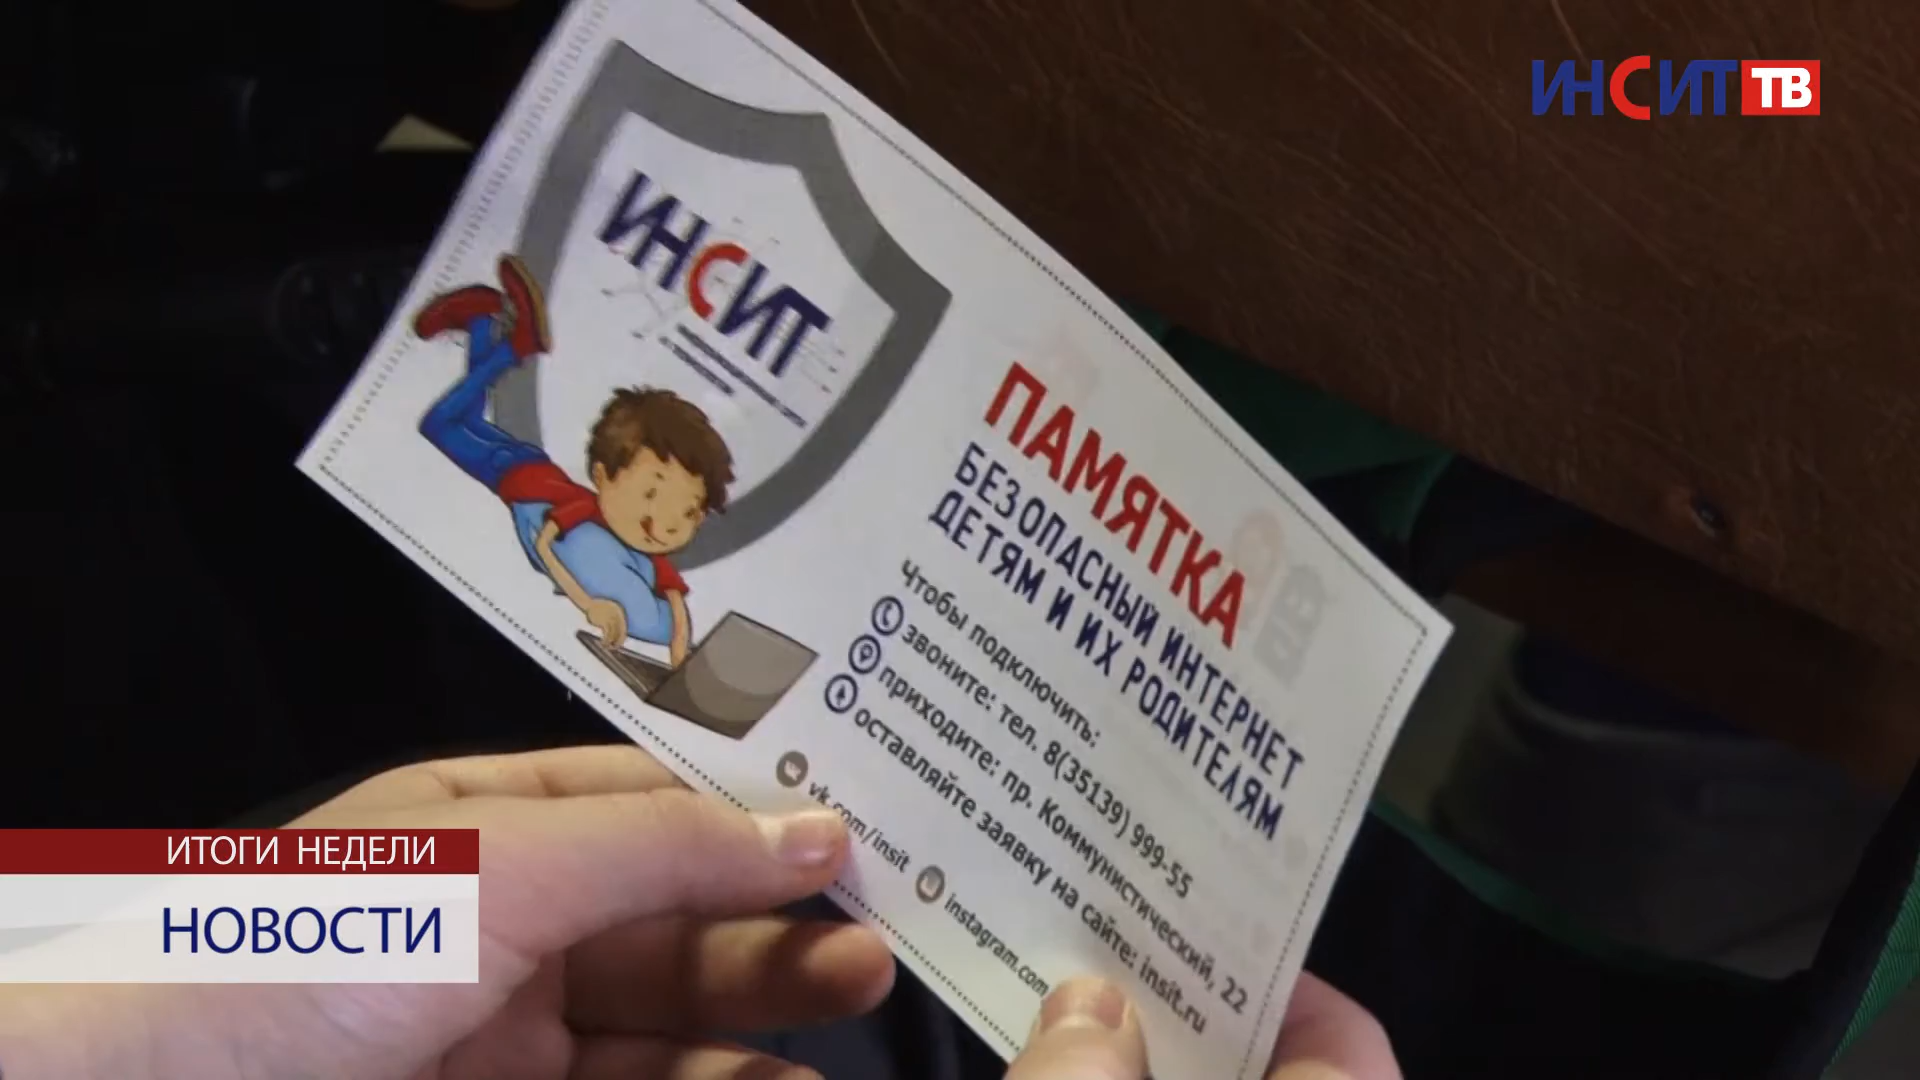 ИНСИТ ТВ
ИНСИТ
ПАМЯТКА
БЕЗОПАСНЫЙ ИНТЕРНЕТ
ДЕТЯМ И ИХ РОДИТЕЛЯМ
Чтобы подключить:
звоните: тел. 8(35139) 999-55
приходите: пр. Коммунистический, 22
оставляйте заявку на сайте: insit.ru
vk.com/insit
instagram.com
ИТОГИ НЕДЕЛИ
НОВОСТИ